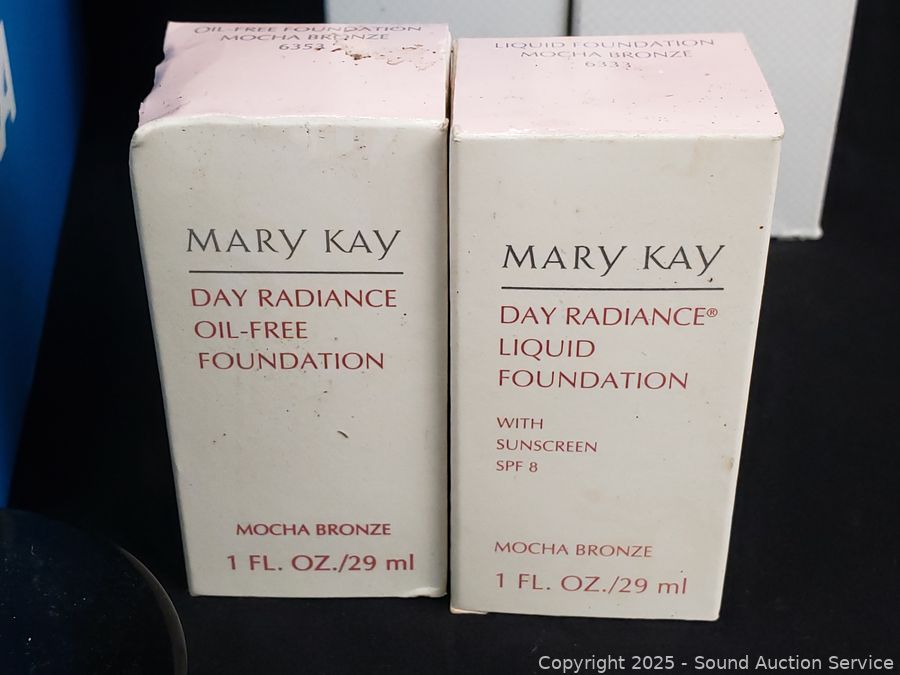 OIL-FREE FOUNDATION
MOCHA BRONZE
6353
MARY KAY
DAY RADIANCE
OIL-FREE
FOUNDATION
MOCHA BRONZE
1 FL. OZ./29 ml
LIQUID FOUNDATION
MOCHA BRONZE
6333
MARY KAY
DAY RADIANCE®
LIQUID
FOUNDATION
WITH
SUNSCREEN
SPF 8
MOCHA BRONZE
1 FL. OZ./29 ml
Copyright 2025 - Sound Auction Service